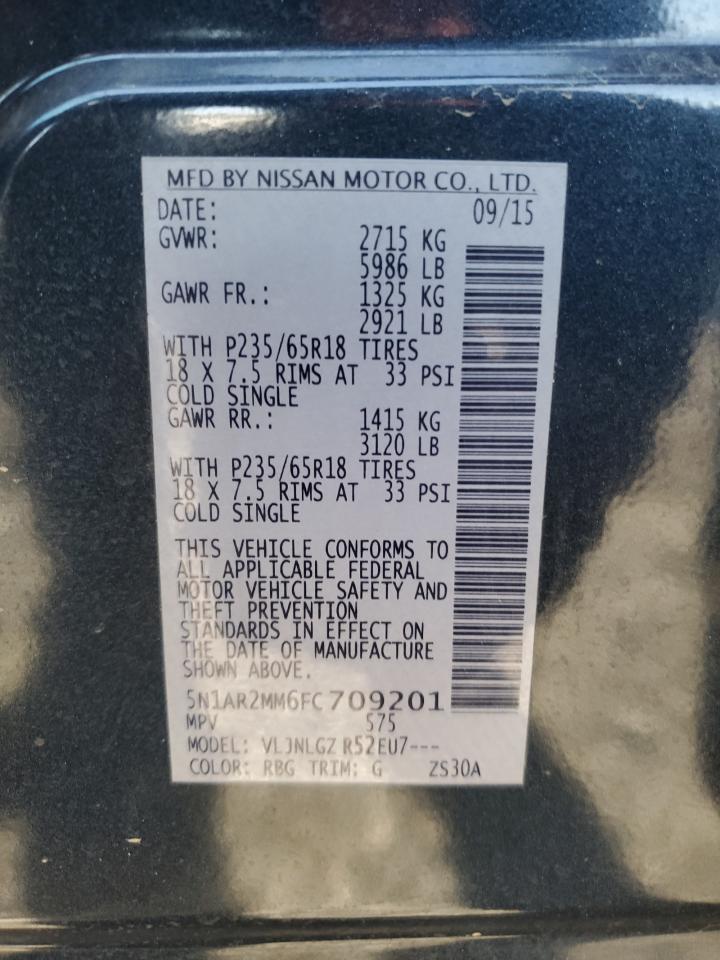 MFD BY NISSAN MOTOR CO., LTD.
DATE: 09/15
GVWR: 2715 KG
5986 LB
GAWR FR.: 1325 KG
2921 LB
WITH P235/65R18 TIRES
18 X 7.5 RIMS AT 33 PSI
COLD SINGLE
GAWR RR.: 1415 KG
3120 LB
WITH P235/65R18 TIRES
18 X 7.5 RIMS AT 33 PSI
COLD SINGLE
THIS VEHICLE CONFORMS TO
ALL APPLICABLE FEDERAL
MOTOR VEHICLE SAFETY AND
THEFT PREVENTION
STANDARDS IN EFFECT ON
THE DATE OF MANUFACTURE
SHOWN ABOVE.
5N1AR2MM6FC709201
MPV 575
MODEL: VLJNLGZ R52EU7---
COLOR: RBG TRIM: G ZS30A